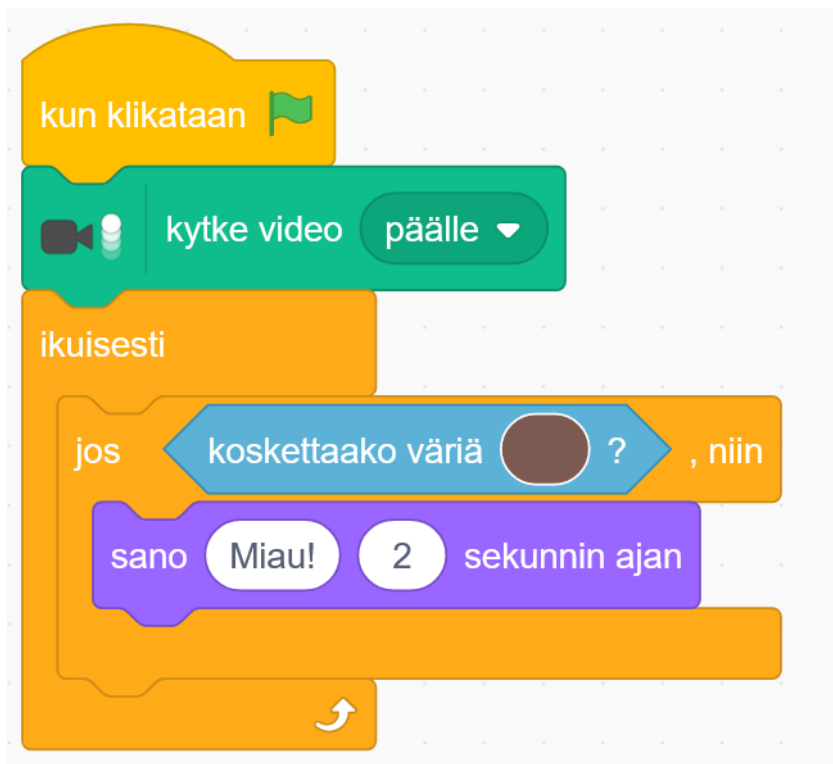 kun klikataan
kytke video päälle
ikuisesti
jos koskettaako väriä ? , niin
sano Miau! 2 sekunnin ajan